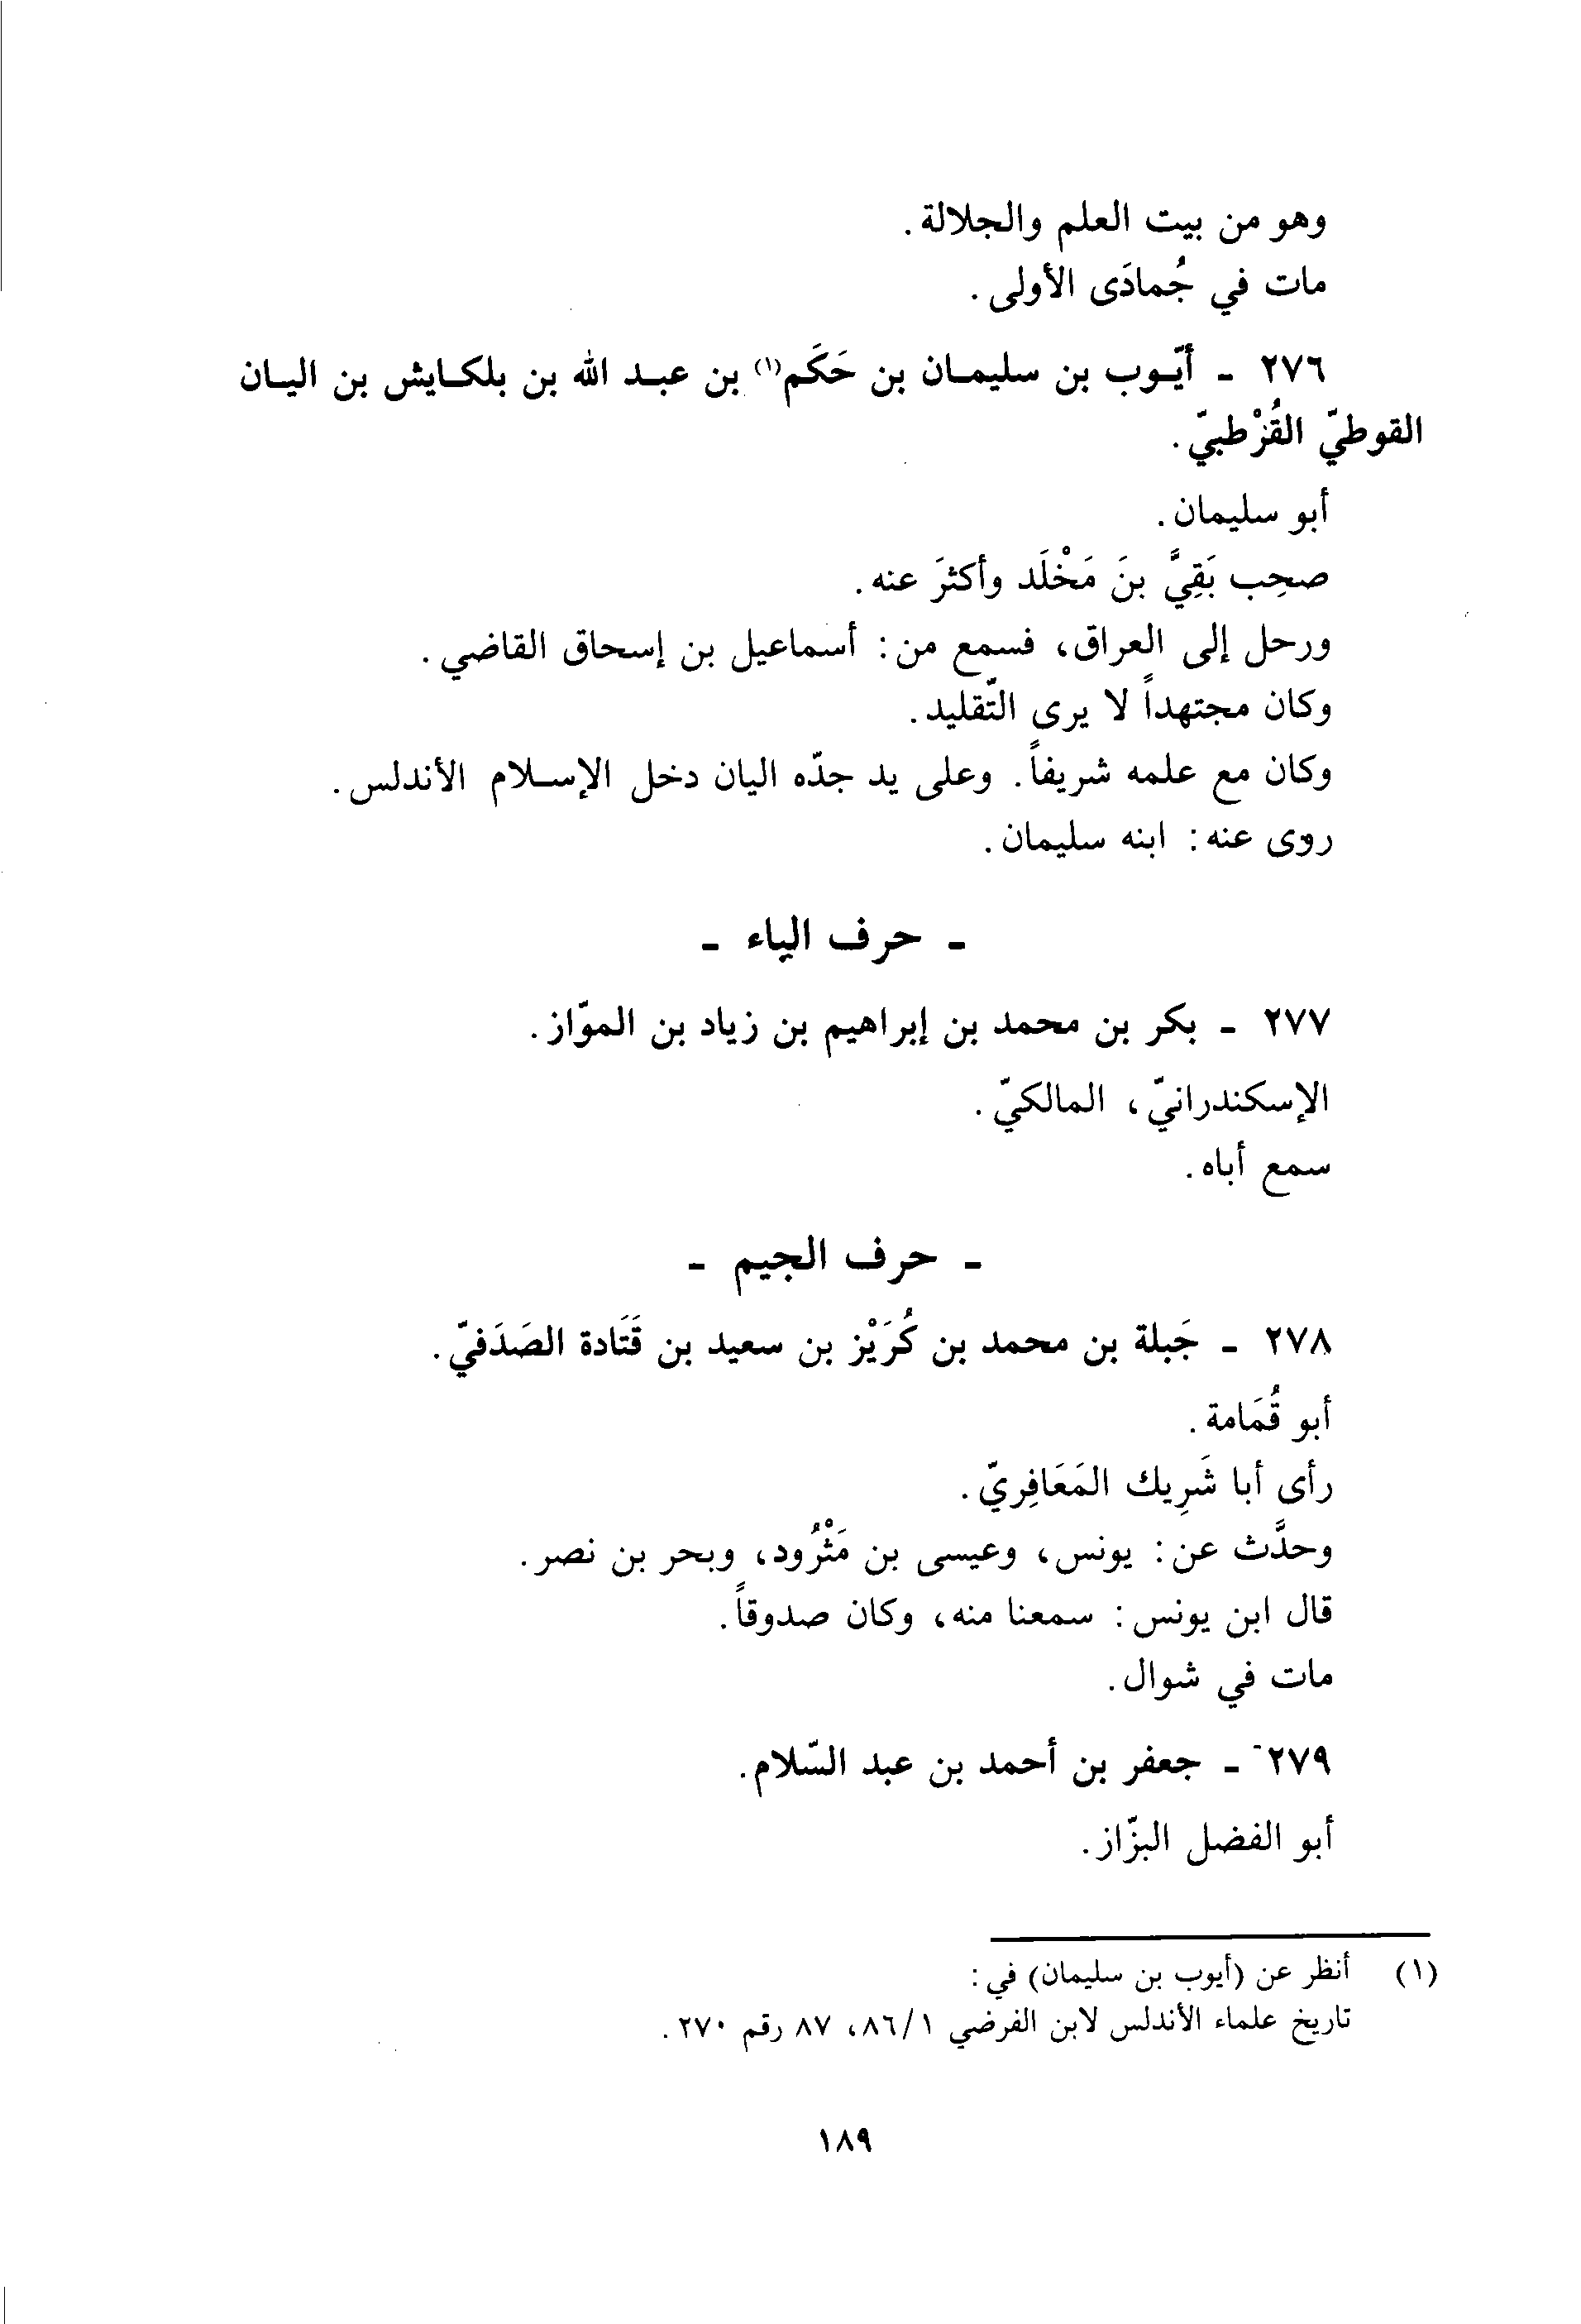 وهو من بيت العلم والجلالة.
مات في جُمادَى الأولى.
٢٧٦ - أيّوب بن سليمان بن حَكَم(١) بن عبد الله بن بلكايش بن اليان
القوطيّ القُرْطبيّ.
أبو سليمان.
صحِب بَقِيَّ بنَ مَخْلَد وأكثرَ عنه.
ورحل إلى العراق، فسمع من: أسماعيل بن إسحاق القاضي.
وكان مجتهداً لا يرى التّقليد.
وكان مع علمه شريفاً. وعلى يد جدّه اليان دخل الإسلام الأندلس.
روى عنه: ابنه سليمان.
- حرف الياء -
٢٧٧ - بكر بن محمد بن إبراهيم بن زياد بن الموّاز.
الإسكندرانيّ، المالكيّ.
سمع أباه.
- حرف الجيم -
٢٧٨ - جَبلة بن محمد بن كُرَيْز بن سعيد بن قَتَادة الصَدَفيّ.
أبو قُمَامة.
رأى أبا شَرِيك المَعَافِريّ.
وحدَّث عن: يونس، وعيسى بن مَثْرُود، وبحر بن نصر.
قال ابن يونس: سمعنا منه، وكان صدوقاً.
مات في شوال.
٢٧٩ - جعفر بن أحمد بن عبد السّلام.
أبو الفضل البزّاز.
(١) أنظر عن (أيوب بن سليمان) في:
تاريخ علماء الأندلس لابن الفرضي ٨٦/١، ٨٧ رقم ٢٧٠.
١٨٩